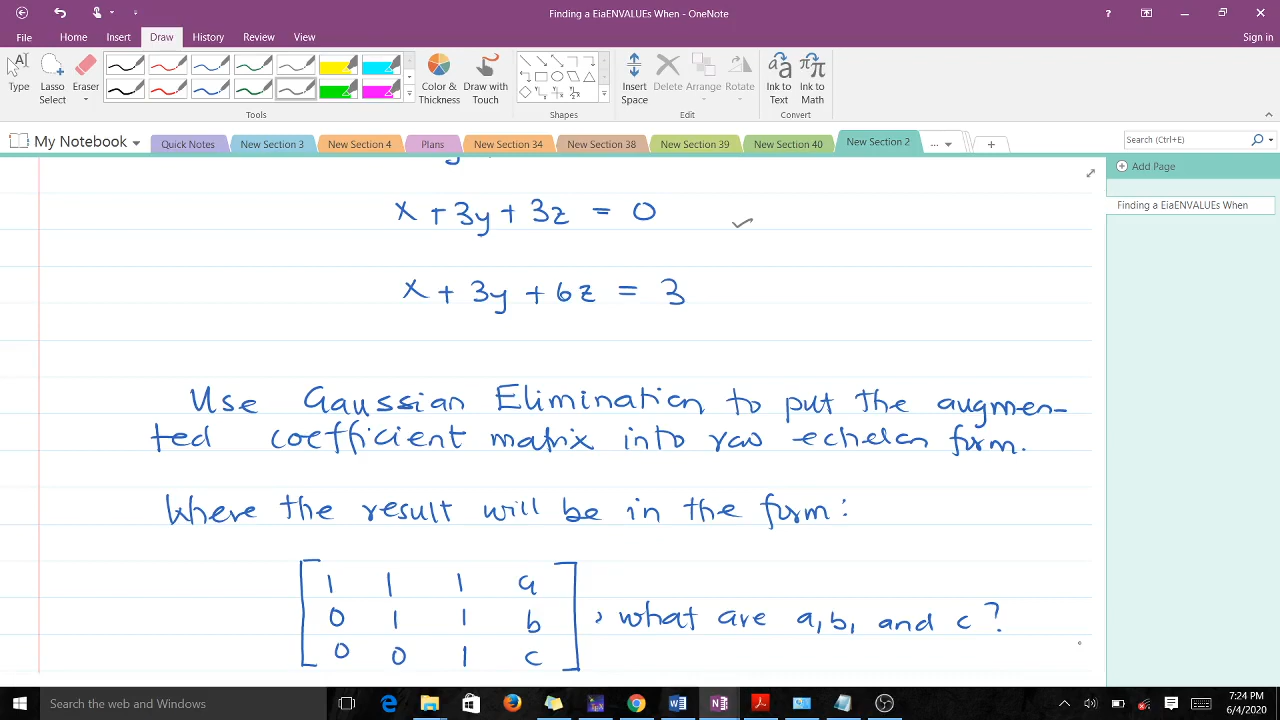 Finding a EiaENVALUEs When - OneNote
Sign in
File Home Insert Draw History Review View
Type
Lasso Select
Eraser
Color & Thickness
Draw with Touch
Insert Space
Delete
Arrange
Rotate
Ink to Text
Ink to Math
Tools
Shapes
Edit
Convert
My Notebook
Quick Notes
New Section 3
New Section 4
Plans
New Section 34
New Section 38
New Section 39
New Section 40
New Section 2
...
Search (Ctrl+E)
Add Page
Finding a EiaENVALUEs When
x + 3y + 3z = 0
x + 3y + 6z = 3
Use Gaussian Elimination to put the augmen-
ted coefficient matrix into row echelon form.
Where the result will be in the form:
1 1 1 a
0 1 1 b , what are a, b, and c?
0 0 1 c
Search the web and Windows
7:24 PM
6/4/2020